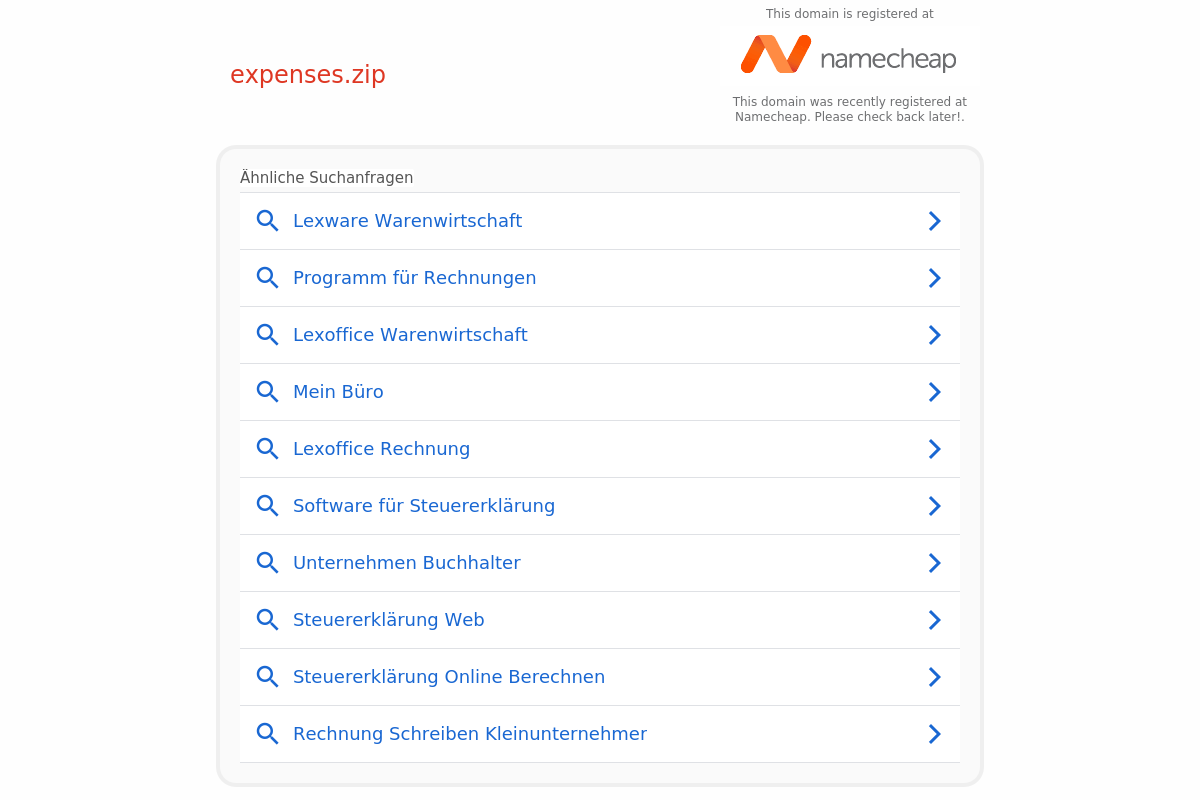 This domain is registered at
namecheap
expenses.zip
This domain was recently registered at
Namecheap. Please check back later!.
Ähnliche Suchanfragen
Lexware Warenwirtschaft
Programm für Rechnungen
Lexoffice Warenwirtschaft
Mein Büro
Lexoffice Rechnung
Software für Steuererklärung
Unternehmen Buchhalter
Steuererklärung Web
Steuererklärung Online Berechnen
Rechnung Schreiben Kleinunternehmer